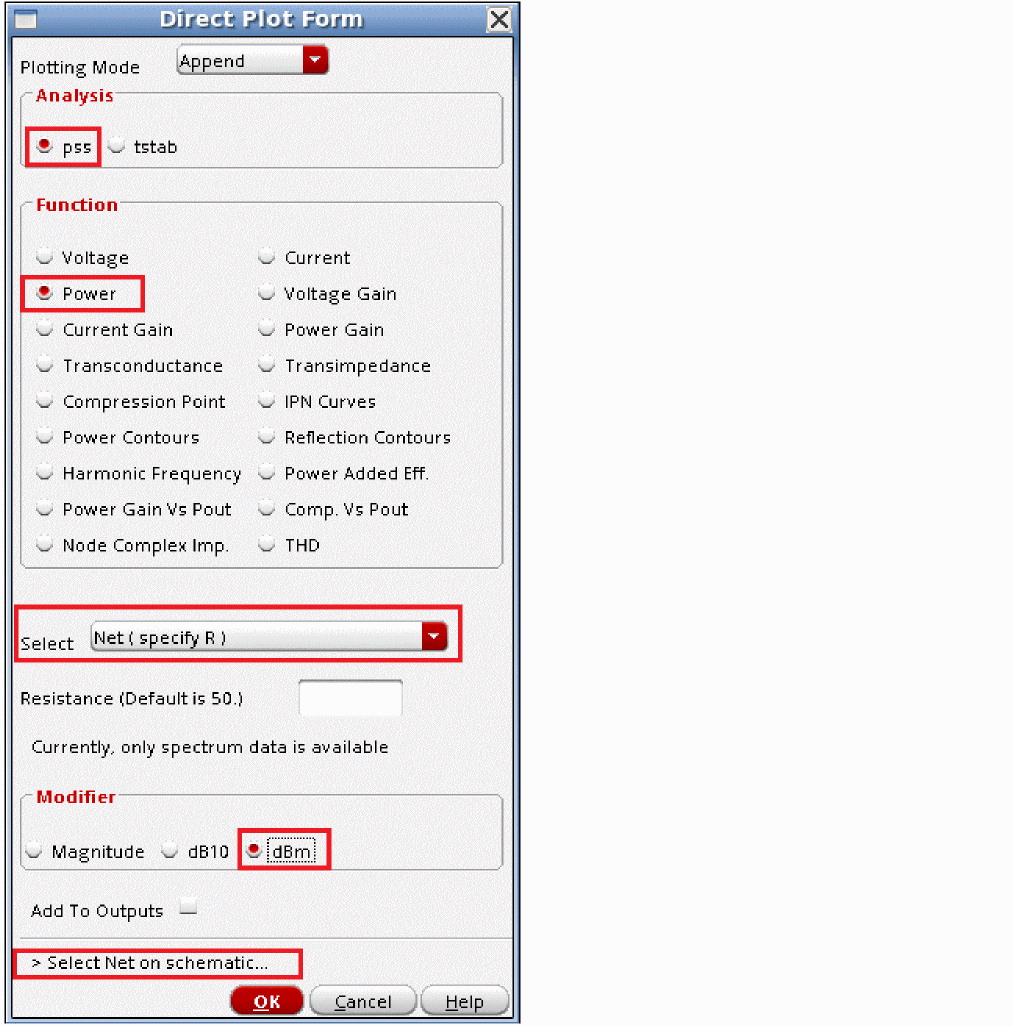 Direct Plot Form
Plotting Mode Append
Analysis
pss tstab
Function
Voltage Current
Power Voltage Gain
Current Gain Power Gain
Transconductance Transimpedance
Compression Point IPN Curves
Power Contours Reflection Contours
Harmonic Frequency Power Added Eff.
Power Gain Vs Pout Comp. Vs Pout
Node Complex Imp. THD
Select Net ( specify R )
Resistance (Default is 50.)
Currently, only spectrum data is available
Modifier
Magnitude dB10 dBm
Add To Outputs
> Select Net on schematic...
OK Cancel Help